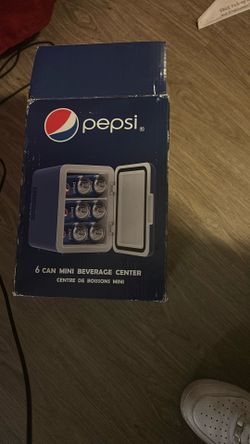 pepsi®
6 CAN MINI BEVERAGE CENTER
CENTRE DE BOISSONS MINI